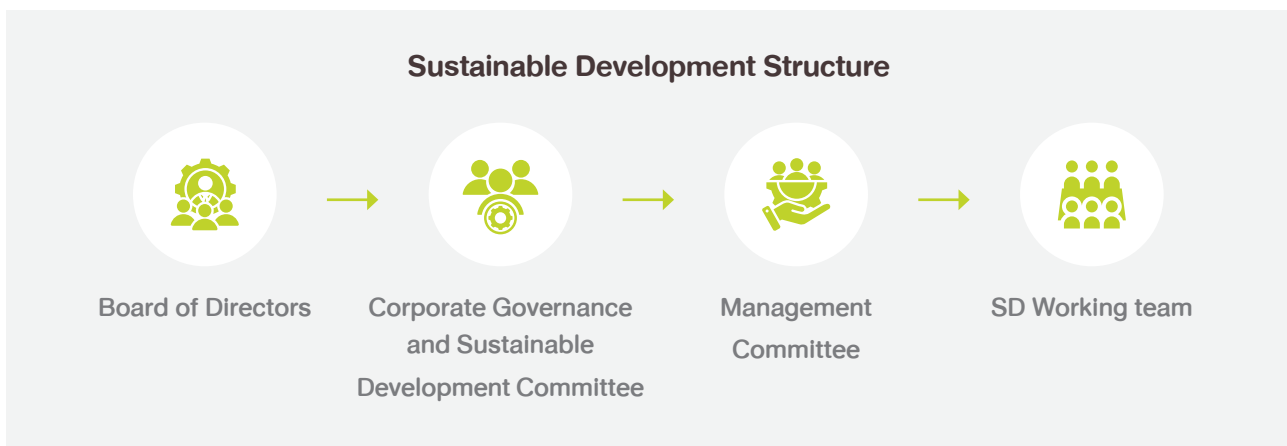 Sustainable Development Structure
Board of Directors
Corporate Governance
and Sustainable
Development Committee
Management
Committee
SD Working team